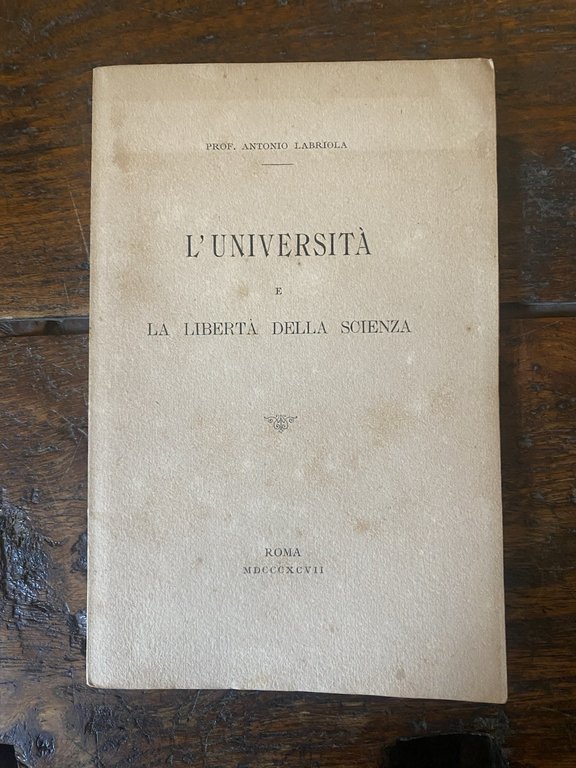 PROF. ANTONIO LABRIOLA
L'UNIVERSITÀ
E
LA LIBERTÀ DELLA SCIENZA
ROMA
MDCCCXCVII